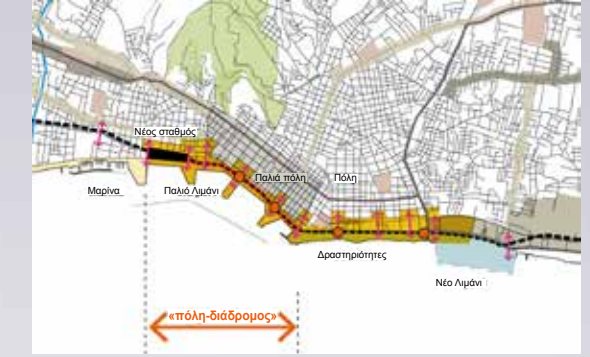 Νέος σταθμός
Μαρίνα
Παλιό Λιμάνι
Παλιά πόλη
Πόλη
Δραστηριότητες
Νέο Λιμάνι
«πόλη-διάδρομος»